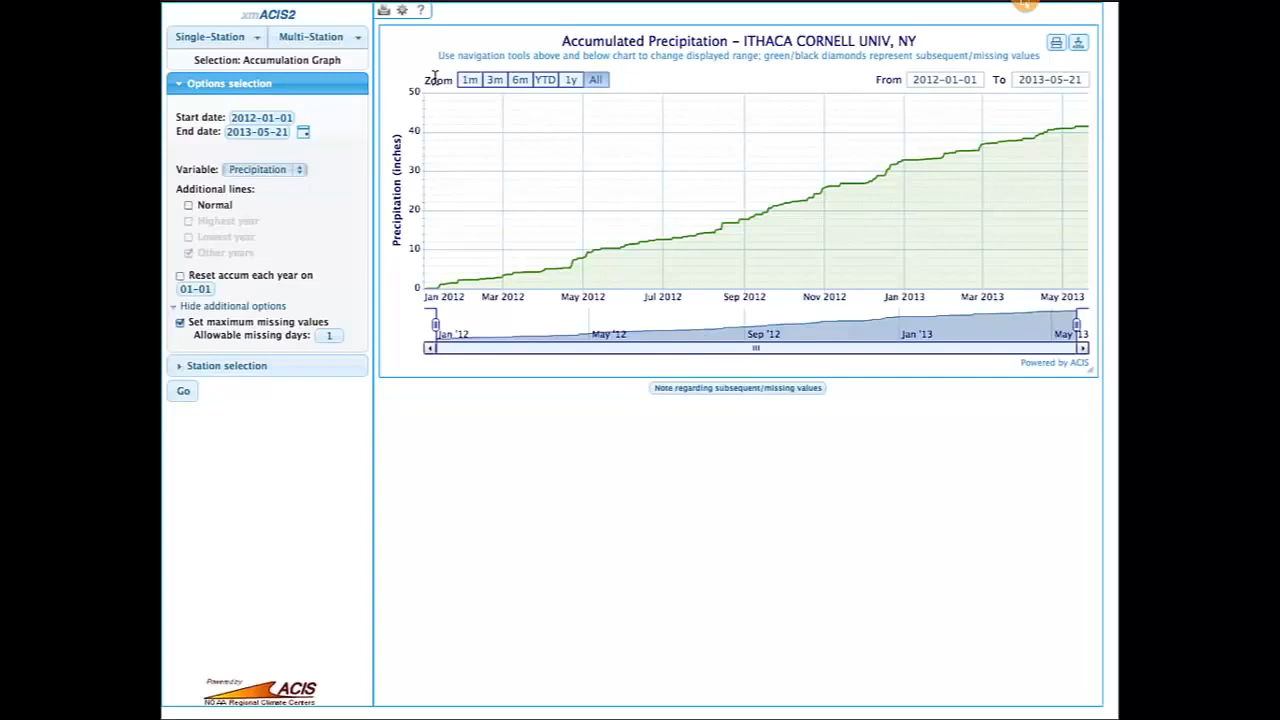 xmACIS2
Single-Station
Multi-Station
Selection: Accumulation Graph
Options selection
Start date: 2012-01-01
End date: 2013-05-21
Variable: Precipitation
Additional lines:
Normal
Highest year
Lowest year
Other years
Reset accum each year on
01-01
Hide additional options
Set maximum missing values
Allowable missing days: 1
Station selection
Go
Powered by
ACIS
NOAA Regional Climate Centers
?
Accumulated Precipitation - ITHACA CORNELL UNIV, NY
Use navigation tools above and below chart to change displayed range; green/black diamonds represent subsequent/missing values
Zoom 1m 3m 6m YTD 1y All From 2012-01-01 To 2013-05-21
Precipitation (inches)
50
40
30
20
10
0
Jan 2012 Mar 2012 May 2012 Jul 2012 Sep 2012 Nov 2012 Jan 2013 Mar 2013 May 2013
Jan '12 May '12 Sep '12 Jan '13 May '13
Powered by ACIS
Note regarding subsequent/missing values